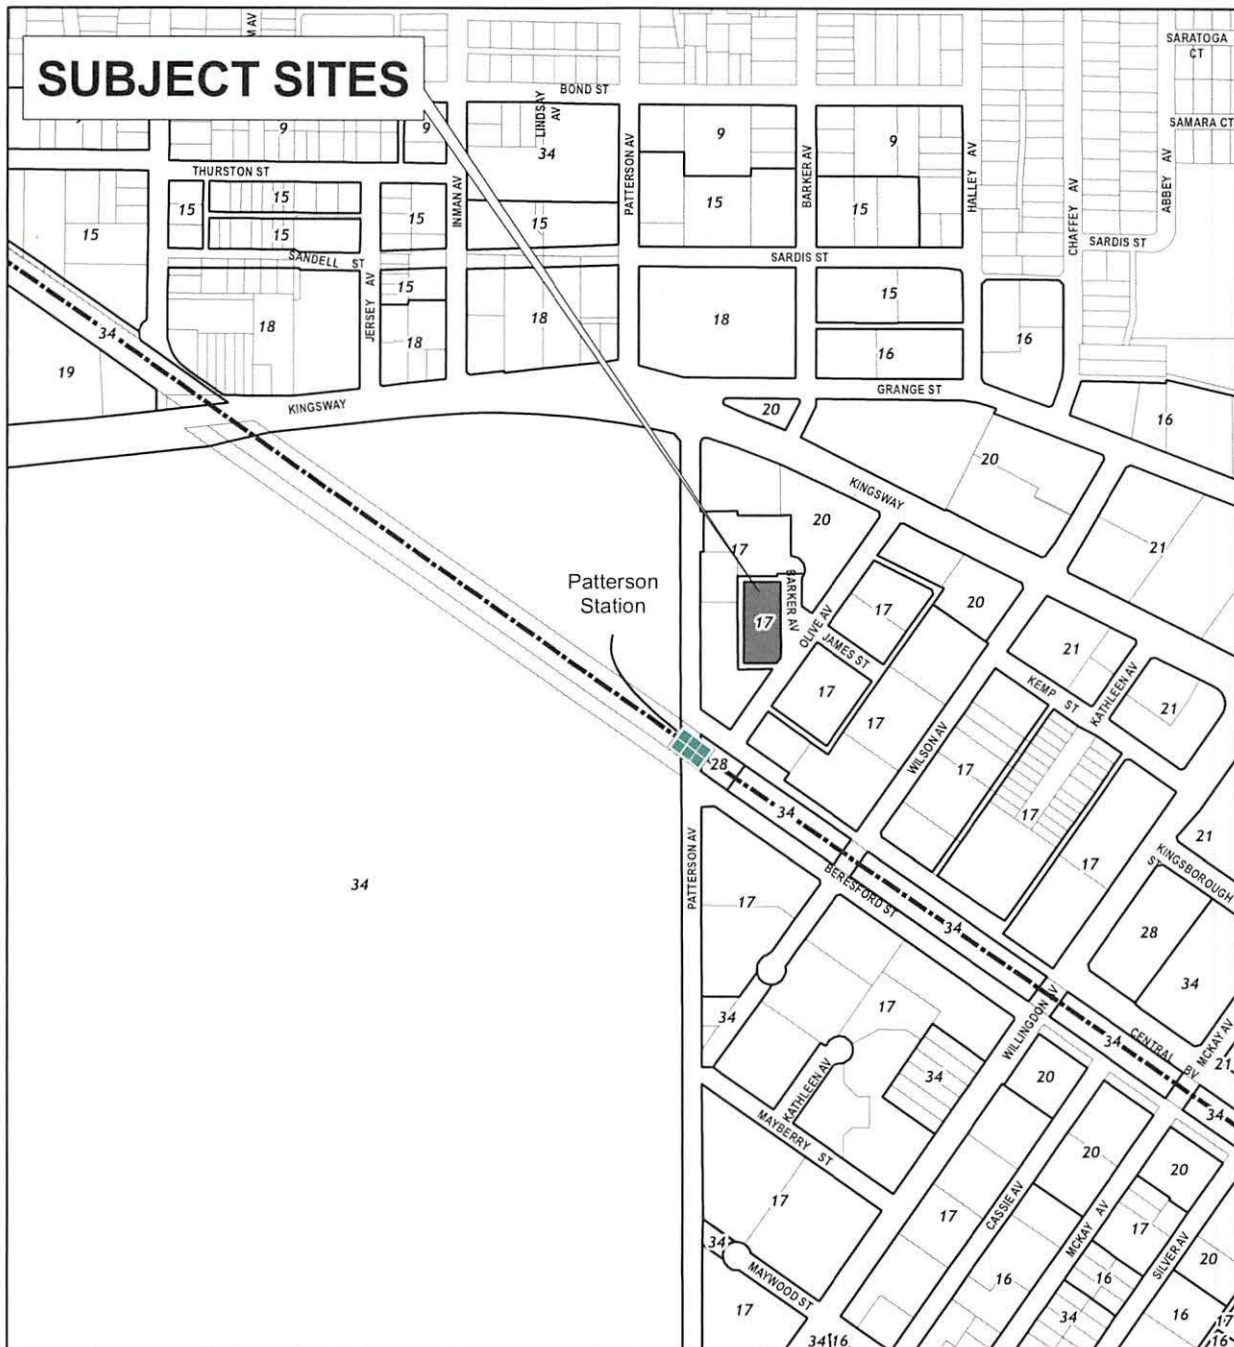 M AV
SARATOGA
CT
SUBJECT SITES
BOND ST
LINDSAY
AV
SAMARA CT
9
9
9
9
34
THURSTON ST
INMAN AV
PATTERSON AV
BARKER AV
HALLEY AV
CHAFFEY AV
ABBEY AV
15
15
15
15
15
15
15
15
15
SANDELL ST
SARDIS ST
SARDIS ST
JERSEY AV
15
15
34
18
18
18
18
16
16
19
GRANGE ST
KINGSWAY
20
16
KINGSWAY
20
20
21
17
Patterson
Station
BARKER AV
OLIVE AV
17
17
20
JAMES ST
21
KATHLEEN AV
KEMP ST
17
17
21
WILSON AV
17
28
17
34
17
21
KINGSBOROUGH
ST
PATTERSON AV
BERESFORD ST
34
17
34
28
34
17
WILLINGDON AV
34
CENTRAL BV
34
MCKAY AV
21
KATHLEEN AV
34
20
34
MAYBERRY ST
20
20
17
CASSIE AV
17
MCKAY AV
17
SILVER AV
34
MAYWOOD ST
16
16
20
17
34
16
34
16
17
16